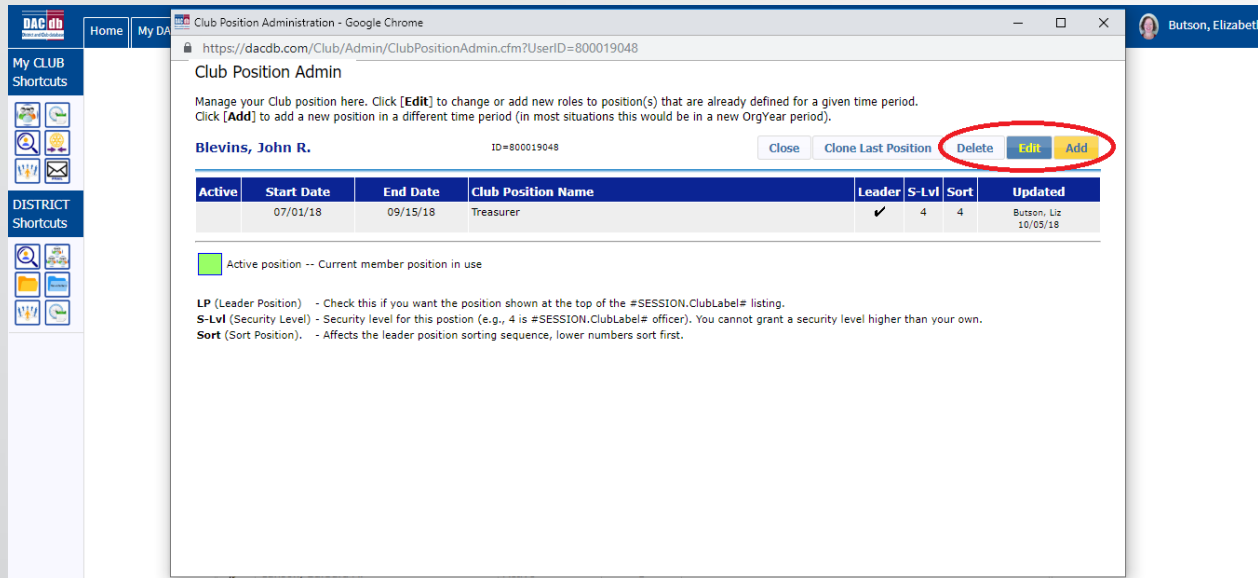 DACdb
Club Position Administration - Google Chrome
Home
My DA
Butson, Elizabeth
https://dacdb.com/Club/Admin/ClubPositionAdmin.cfm?UserID=800019048
My CLUB
Shortcuts
DISTRICT
Shortcuts
Club Position Admin
Manage your Club position here. Click [Edit] to change or add new roles to position(s) that are already defined for a given time period.
Click [Add] to add a new position in a different time period (in most situations this would be in a new OrgYear period).
Blevins, John R. ID=800019048 Close Clone Last Position Delete Edit Add
Active Start Date End Date Club Position Name Leader S-Lvl Sort Updated
07/01/18 09/15/18 Treasurer ✔ 4 4 Butson, Liz
10/05/18
Active position -- Current member position in use
LP (Leader Position) - Check this if you want the position shown at the top of the #SESSION.ClubLabel# listing.
S-Lvl (Security Level) - Security level for this postion (e.g., 4 is #SESSION.ClubLabel# officer). You cannot grant a security level higher than your own.
Sort (Sort Position). - Affects the leader position sorting sequence, lower numbers sort first.